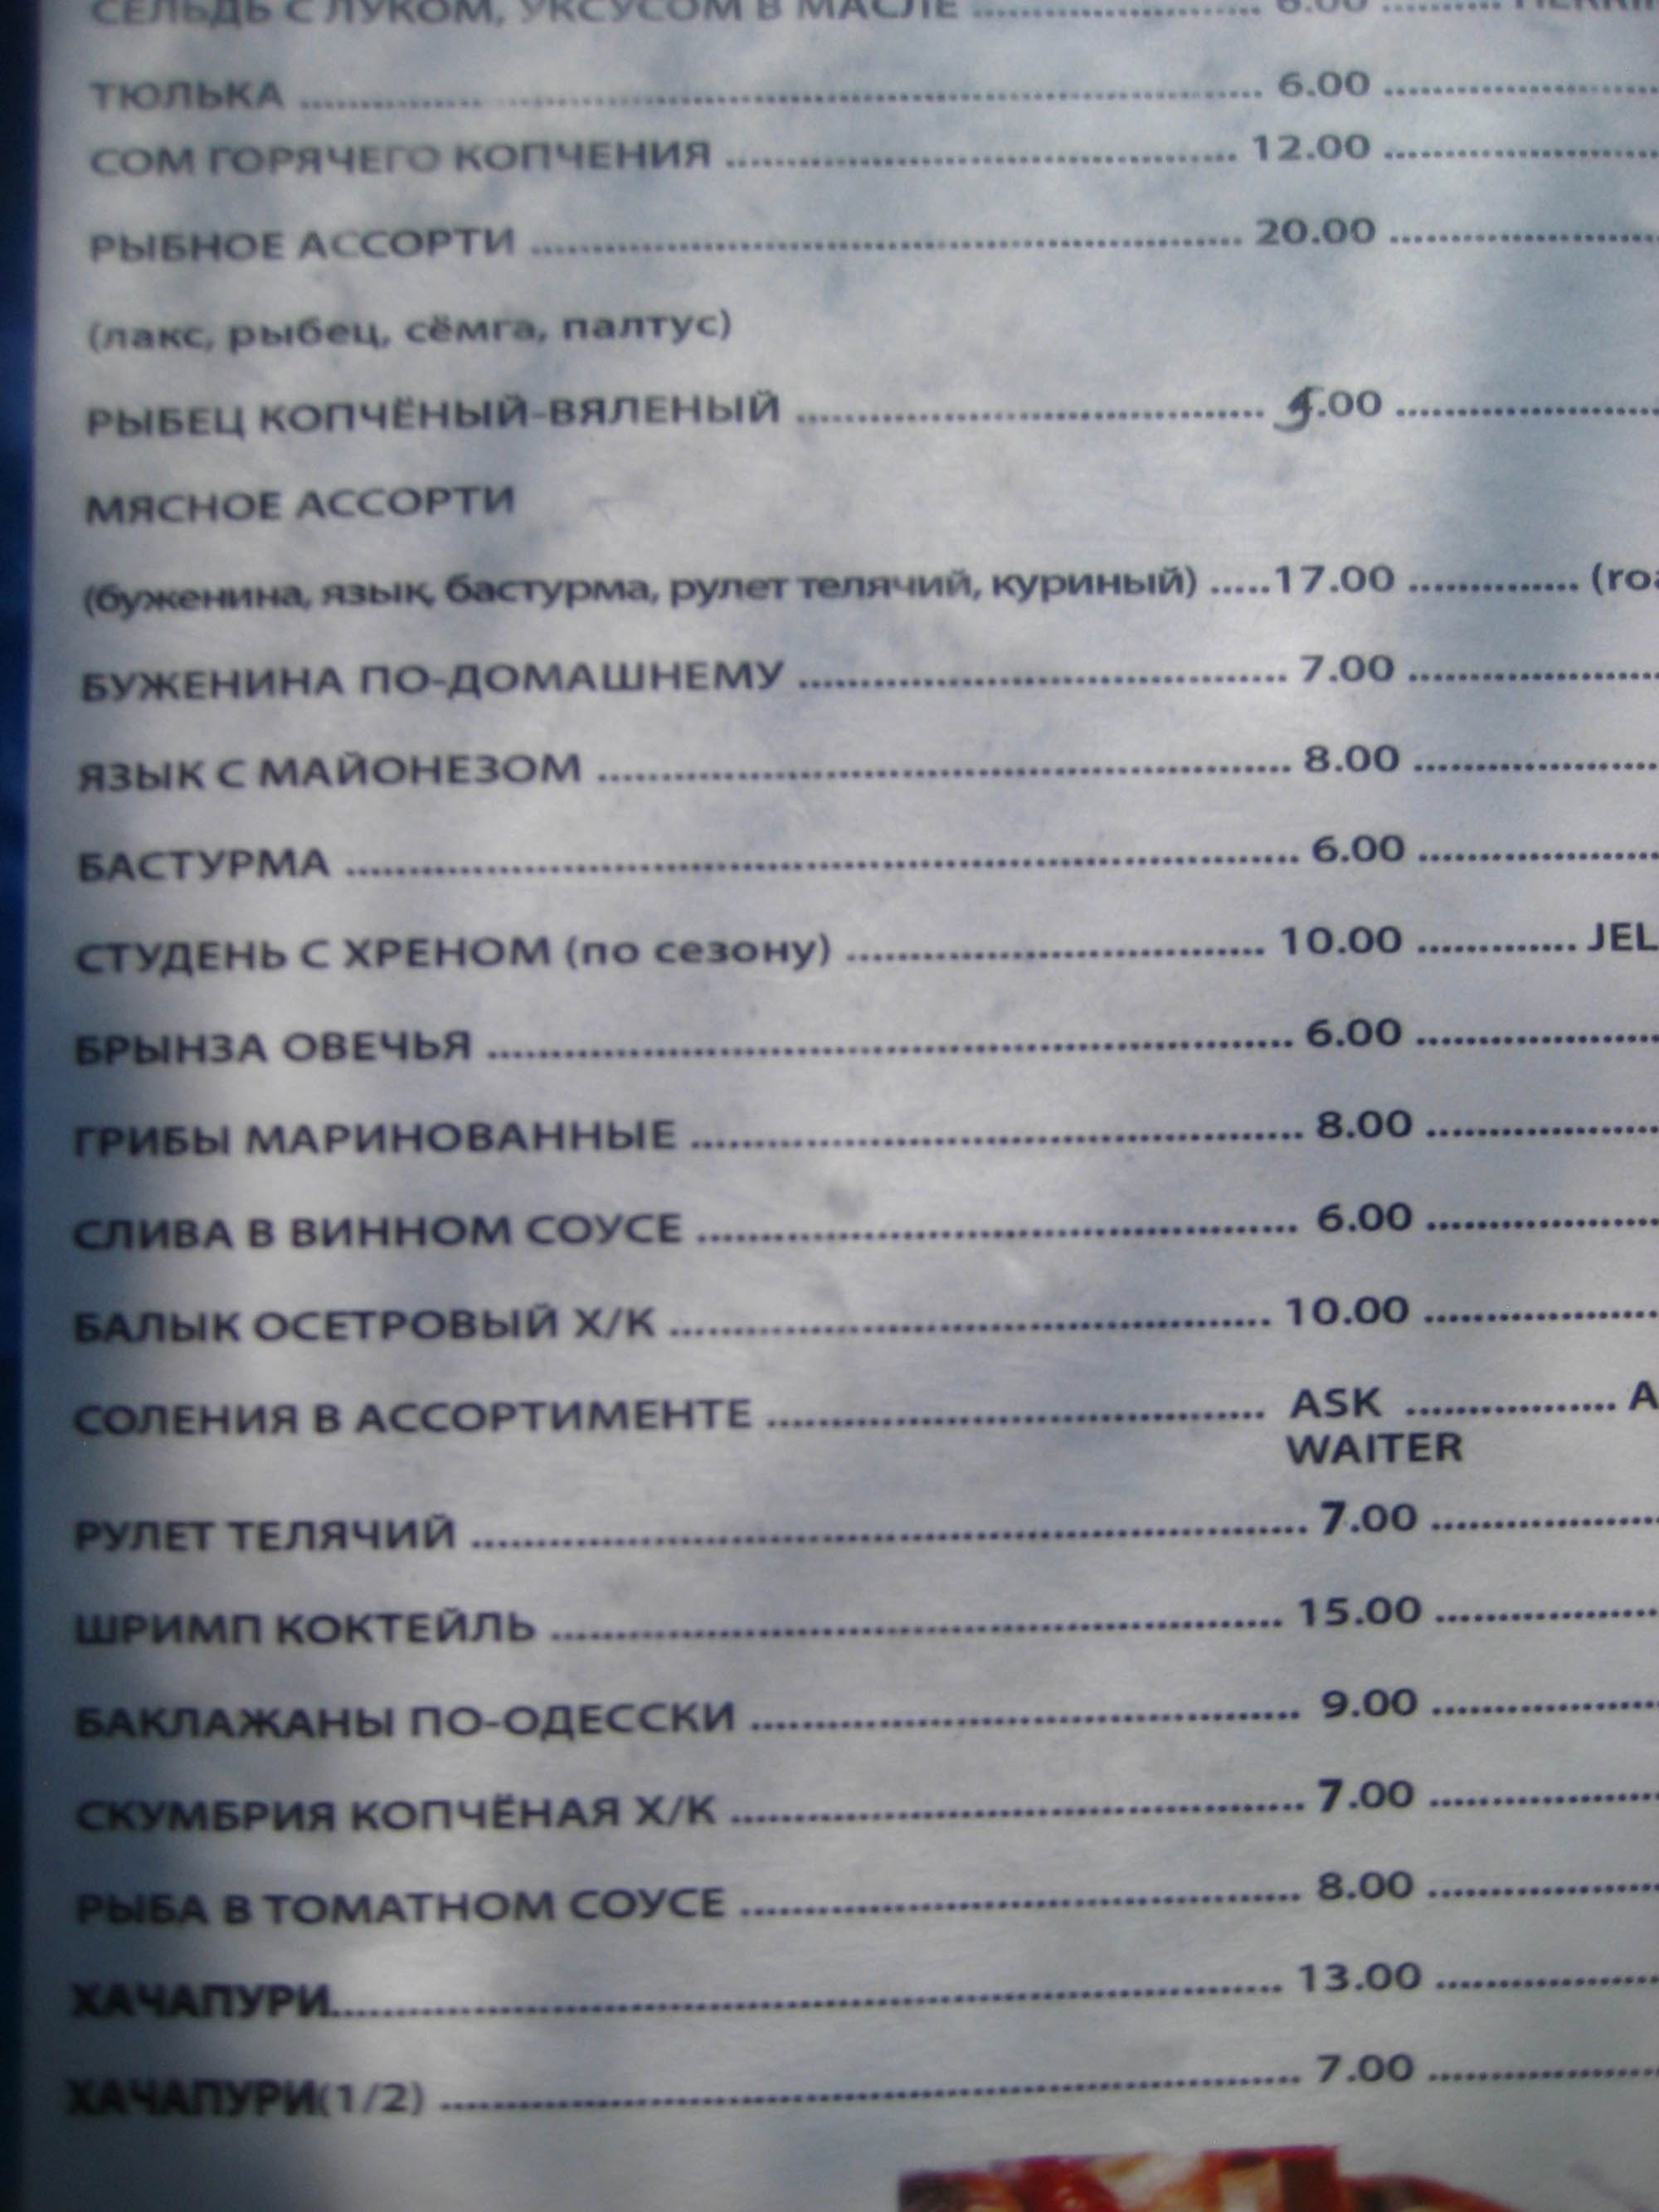 СЕЛЬДЬ С ЛУКОМ, УКСУСОМ В МАСЛЕ
ТЮЛЬКА 6.00
СОМ ГОРЯЧЕГО КОПЧЕНИЯ 12.00
РЫБНОЕ АССОРТИ 20.00
(лакс, рыбец, сёмга, палтус)
РЫБЕЦ КОПЧЁНЫЙ-ВЯЛЕНЫЙ .00
МЯСНОЕ АССОРТИ
(буженина, язык, бастурма, рулет телячий, куриный) 17.00
БУЖЕНИНА ПО-ДОМАШНЕМУ 7.00
ЯЗЫК С МАЙОНЕЗОМ 8.00
БАСТУРМА 6.00
СТУДЕНЬ С ХРЕНОМ (по сезону) 10.00 JEL
БРЫНЗА ОВЕЧЬЯ 6.00
ГРИБЫ МАРИНОВАННЫЕ 8.00
СЛИВА В ВИННОМ СОУСЕ 6.00
БАЛЫК ОСЕТРОВЫЙ Х/К 10.00
СОЛЕНИЯ В АССОРТИМЕНТЕ ASK A
WAITER
РУЛЕТ ТЕЛЯЧИЙ 7.00
ШРИМП КОКТЕЙЛЬ 15.00
БАКЛАЖАНЫ ПО-ОДЕССКИ 9.00
СКУМБРИЯ КОПЧЁНАЯ Х/К 7.00
РЫБА В ТОМАТНОМ СОУСЕ 8.00
ХАЧАПУРИ 13.00
ХАЧАПУРИ(1/2) 7.00